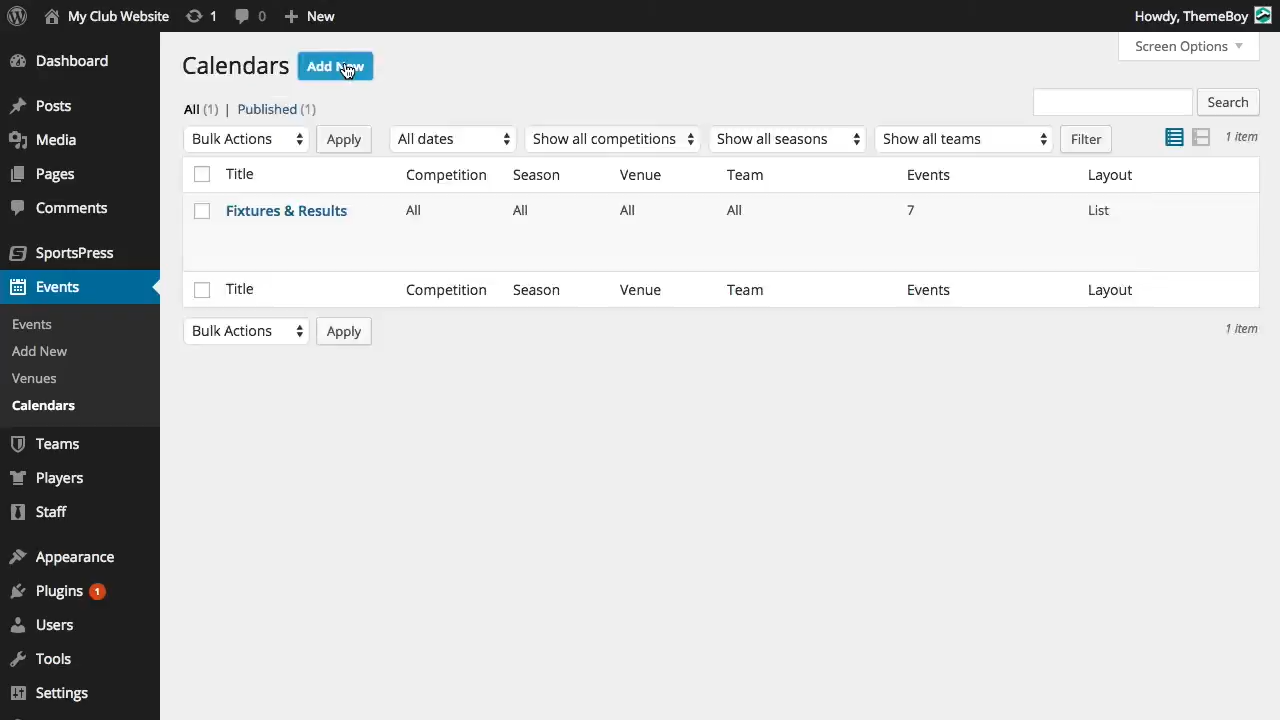 My Club Website 1 0 New Howdy, ThemeBoy
Screen Options
Dashboard
Posts
Media
Pages
Comments
SportsPress
Events
Events
Add New
Venues
Calendars
Teams
Players
Staff
Appearance
Plugins 1
Users
Tools
Settings
Calendars Add New
All (1) | Published (1)
Search
Bulk Actions Apply All dates Show all competitions Show all seasons Show all teams Filter 1 item
Title Competition Season Venue Team Events Layout
Fixtures & Results All All All All 7 List
Title Competition Season Venue Team Events Layout
Bulk Actions Apply 1 item